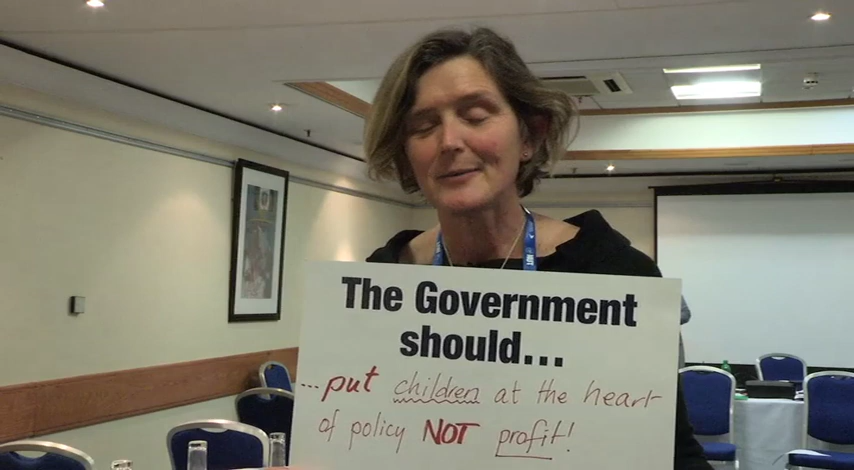 The Government
should...
...put children at the heart
of policy NOT profit!